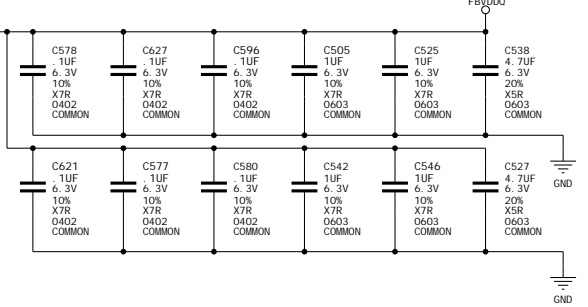 FBVDDQ
C578
.1UF
6.3V
10%
X7R
0402
COMMON
C627
.1UF
6.3V
10%
X7R
0402
COMMON
C596
.1UF
6.3V
10%
X7R
0402
COMMON
C505
1UF
6.3V
10%
X7R
0603
COMMON
C525
1UF
6.3V
10%
X7R
0603
COMMON
C538
4.7UF
6.3V
20%
X5R
0603
COMMON
GND
C621
.1UF
6.3V
10%
X7R
0402
COMMON
C577
.1UF
6.3V
10%
X7R
0402
COMMON
C580
.1UF
6.3V
10%
X7R
0402
COMMON
C542
1UF
6.3V
10%
X7R
0603
COMMON
C546
1UF
6.3V
10%
X7R
0603
COMMON
C527
4.7UF
6.3V
20%
X5R
0603
COMMON
GND